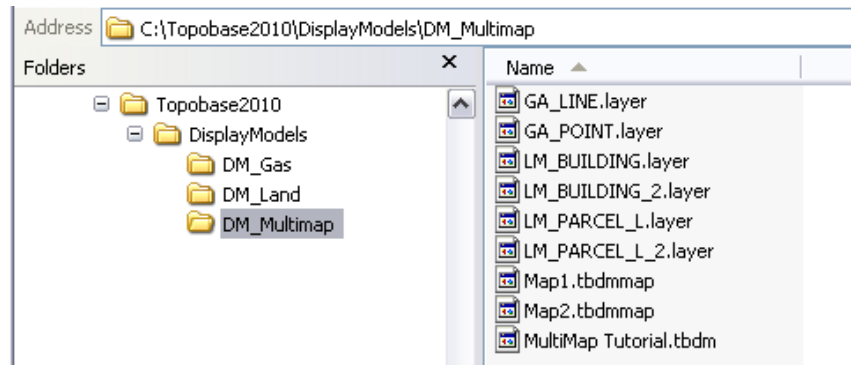 Address C:\Topobase2010\DisplayModels\DM_Multimap
Folders
Topobase2010
DisplayModels
DM_Gas
DM_Land
DM_Multimap
Name
GA_LINE.layer
GA_POINT.layer
LM_BUILDING.layer
LM_BUILDING_2.layer
LM_PARCEL_L.layer
LM_PARCEL_L_2.layer
Map1.tbdmmap
Map2.tbdmmap
MultiMap Tutorial.tbdm